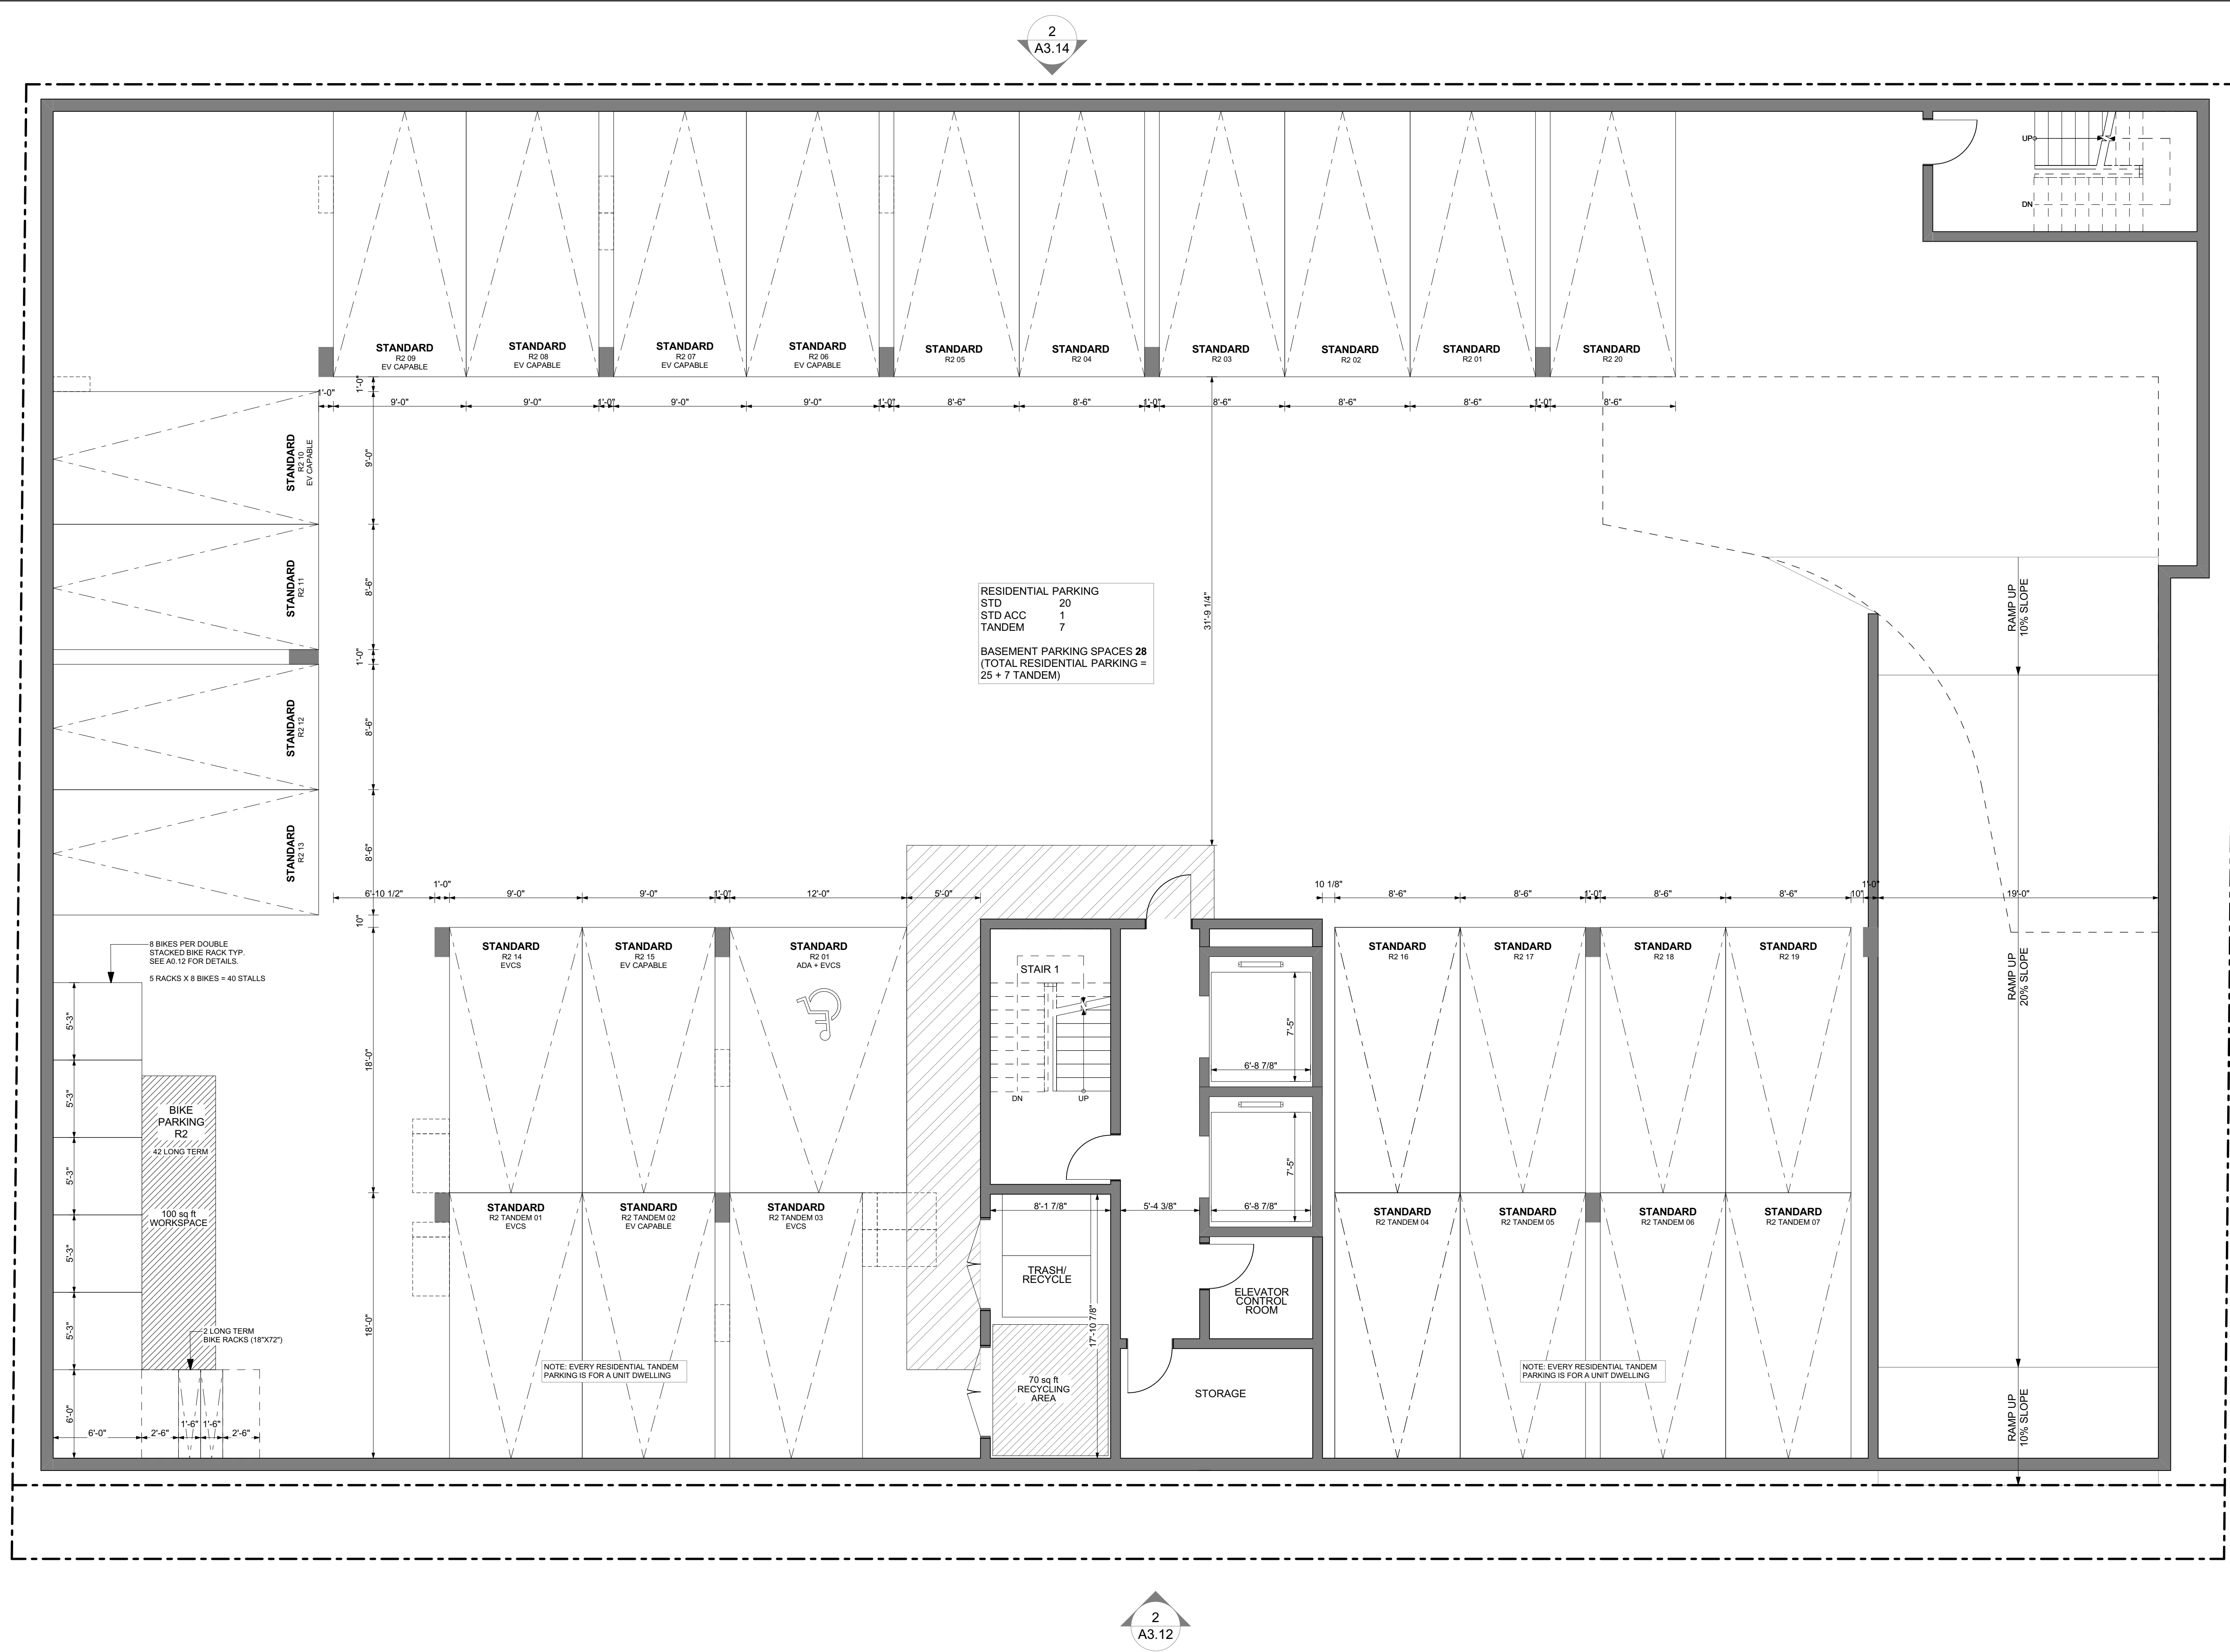 2
A3.14
UP
DN
STANDARD
R2 09
EV CAPABLE
STANDARD
R2 08
EV CAPABLE
STANDARD
R2 07
EV CAPABLE
STANDARD
R2 06
EV CAPABLE
STANDARD
R2 05
STANDARD
R2 04
STANDARD
R2 03
STANDARD
R2 02
STANDARD
R2 01
STANDARD
R2 20
1'-0"
9'-0"
9'-0"
1'-0"
9'-0"
9'-0"
1'-0"
8'-6"
8'-6"
1'-0"
8'-6"
8'-6"
8'-6"
1'-0"
8'-6"
1'-0"
9'-0"
8'-6"
1'-0"
8'-6"
8'-6"
10"
18'-0"
18'-0"
STANDARD
R2 10
EV CAPABLE
STANDARD
R2 11
STANDARD
R2 12
STANDARD
R2 13
RESIDENTIAL PARKING
STD 20
STD ACC 1
TANDEM 7
BASEMENT PARKING SPACES 28
(TOTAL RESIDENTIAL PARKING =
25 + 7 TANDEM)
31'-9 1/4"
RAMP UP
10% SLOPE
RAMP UP
20% SLOPE
RAMP UP
10% SLOPE
6'-10 1/2"
1'-0"
9'-0"
9'-0"
1'-0"
12'-0"
5'-0"
10 1/8"
8'-6"
8'-6"
1'-0"
8'-6"
8'-6"
10"
1'-0"
19'-0"
8 BIKES PER DOUBLE
STACKED BIKE RACK TYP.
SEE A0.12 FOR DETAILS.
5 RACKS X 8 BIKES = 40 STALLS
5'-3"
5'-3"
5'-3"
5'-3"
5'-3"
6'-0"
BIKE
PARKING
R2
42 LONG TERM
100 sq ft
WORKSPACE
2 LONG TERM
BIKE RACKS (18"X72")
6'-0"
2'-6"
1'-6"
1'-6"
2'-6"
STANDARD
R2 14
EVCS
STANDARD
R2 15
EV CAPABLE
STANDARD
R2 01
ADA + EVCS
STANDARD
R2 TANDEM 01
EVCS
STANDARD
R2 TANDEM 02
EV CAPABLE
STANDARD
R2 TANDEM 03
EVCS
NOTE: EVERY RESIDENTIAL TANDEM
PARKING IS FOR A UNIT DWELLING
STAIR 1
DN
UP
7'-5"
6'-8 7/8"
7'-5"
8'-1 7/8"
5'-4 3/8"
6'-8 7/8"
TRASH/
RECYCLE
17'-10 7/8"
70 sq ft
RECYCLING
AREA
ELEVATOR
CONTROL
ROOM
STORAGE
STANDARD
R2 16
STANDARD
R2 17
STANDARD
R2 18
STANDARD
R2 19
STANDARD
R2 TANDEM 04
STANDARD
R2 TANDEM 05
STANDARD
R2 TANDEM 06
STANDARD
R2 TANDEM 07
NOTE: EVERY RESIDENTIAL TANDEM
PARKING IS FOR A UNIT DWELLING
2
A3.12